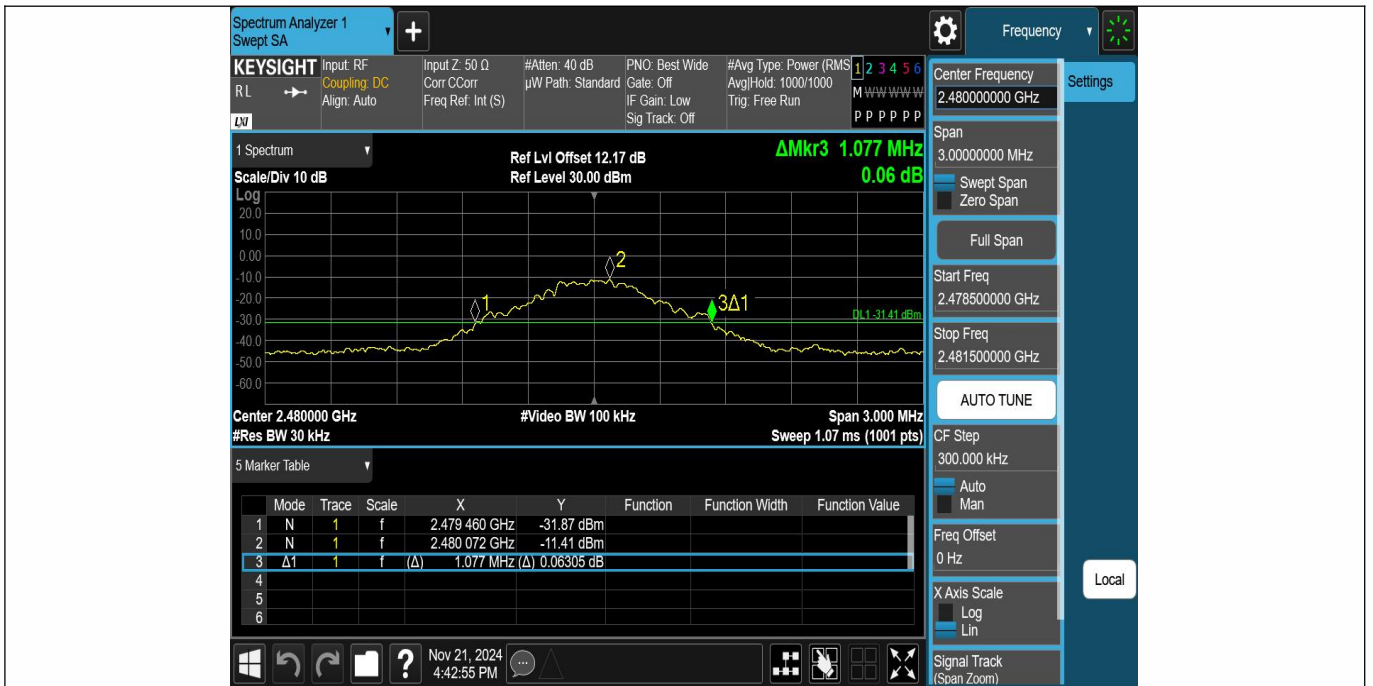 Spectrum Analyzer 1
Swept SA
+
Frequency
KEYSIGHT
RL
LXI
Input: RF
Coupling: DC
Align: Auto
Input Z: 50 Ω
Corr CCorr
Freq Ref: Int (S)
#Atten: 40 dB
µW Path: Standard
PNO: Best Wide
Gate: Off
IF Gain: Low
Sig Track: Off
#Avg Type: Power (RMS
Avg|Hold: 1000/1000
Trig: Free Run
1 2 3 4 5 6
M W W W W W
P P P P P P
1 Spectrum
Scale/Div 10 dB
Ref Lvl Offset 12.17 dB
Ref Level 30.00 dBm
ΔMkr3 1.077 MHz
0.06 dB
Log
20.0
10.0
0.00
-10.0
-20.0
-30.0
-40.0
-50.0
-60.0
1
2
3Δ1
DL1 -31.41 dBm
Center 2.480000 GHz
#Res BW 30 kHz
#Video BW 100 kHz
Span 3.000 MHz
Sweep 1.07 ms (1001 pts)
5 Marker Table
Mode Trace Scale X Y Function Function Width Function Value
1 N 1 f 2.479 460 GHz -31.87 dBm
2 N 1 f 2.480 072 GHz -11.41 dBm
3 Δ1 1 f (Δ) 1.077 MHz (Δ) 0.06305 dB
4
5
6
?
Nov 21, 2024
4:42:55 PM
Center Frequency
2.480000000 GHz
Span
3.00000000 MHz
Swept Span
Zero Span
Full Span
Start Freq
2.478500000 GHz
Stop Freq
2.481500000 GHz
AUTO TUNE
CF Step
300.000 kHz
Auto
Man
Freq Offset
0 Hz
X Axis Scale
Log
Lin
Signal Track
(Span Zoom)
Settings
Local